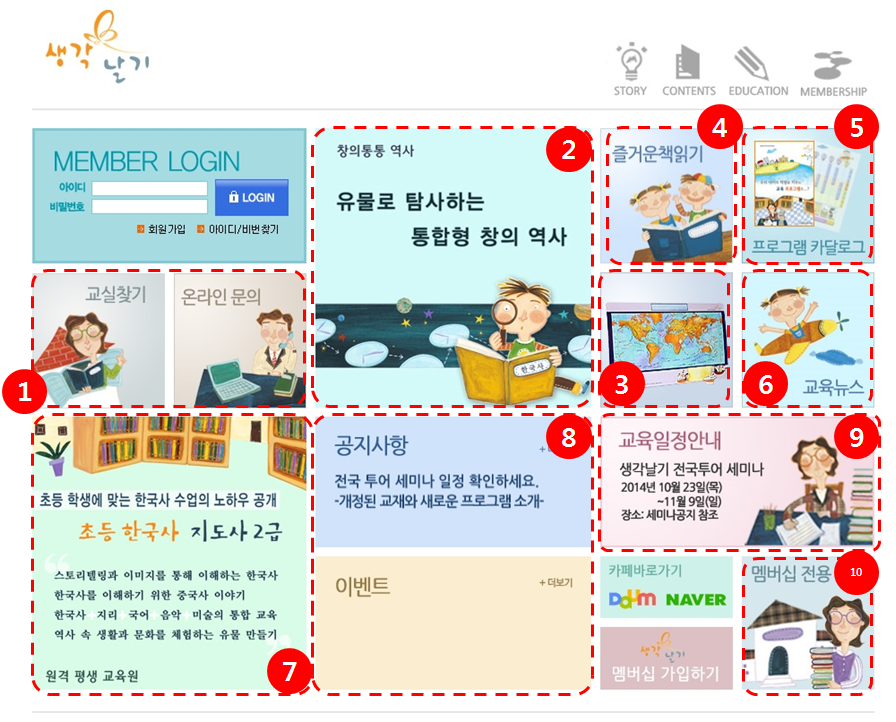 생각
날기
STORY
CONTENTS
EDUCATION
MEMBERSHIP
MEMBER LOGIN
아이디
비밀번호
LOGIN
회원가입
아이디/비번찾기
1
교실찾기
온라인 문의
2
창의통통 역사
유물로 탐사하는
통합형 창의 역사
한국사
4
즐거운책읽기
5
프로그램 카달로그
3
6
교육뉴스
7
초등 학생에 맞는 한국사 수업의 노하우 공개
초등 한국사 지도사 2급
스토리텔링과 이미지를 통해 이해하는 한국사
한국사를 이해하기 위한 중국사 이야기
한국사+지리+국어+음악+미술의 통합 교육
역사 속 생활과 문화를 체험하는 유물 만들기
원격 평생 교육원
8
공지사항
전국 투어 세미나 일정 확인하세요.
-개정된 교재와 새로운 프로그램 소개-
이벤트
+ 더보기
9
교육일정안내
생각날기 전국투어 세미나
2014년 10월 23일(목)
~11월 9일(일)
장소: 세미나공지 참조
카페바로가기
Daum NAVER
생각
날기
멤버십 가입하기
10
멤버십 전용